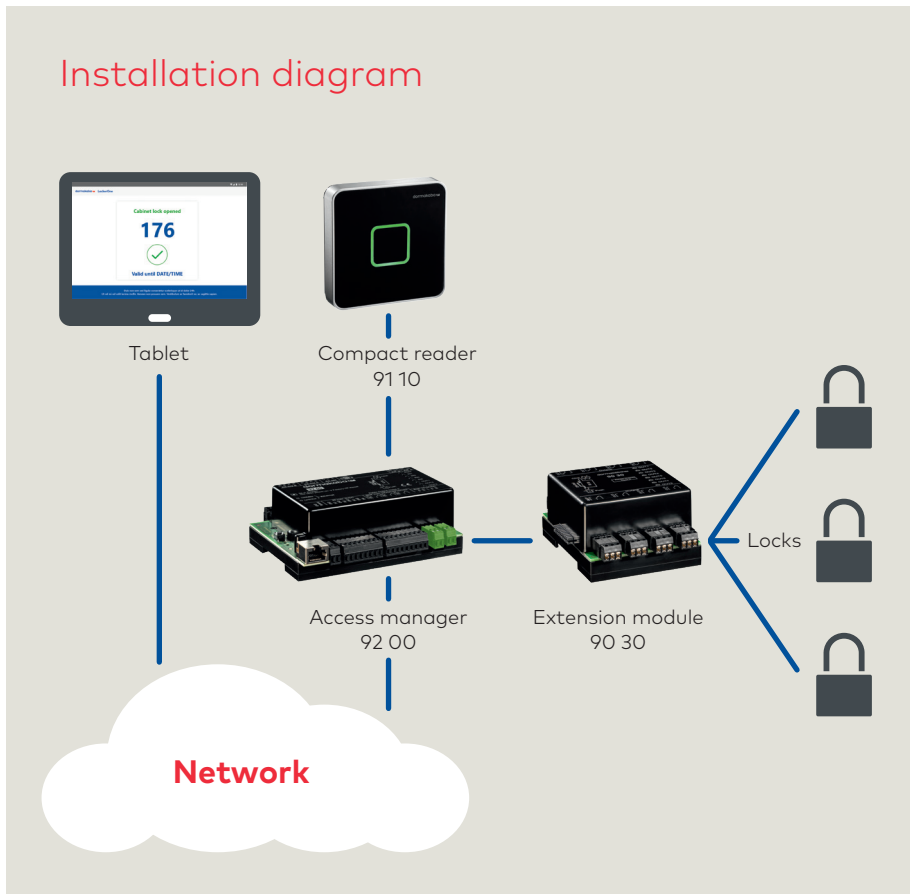 Installation diagram
Cabinet lock opened
176
Valid until DATE/TIME
dormakaba
Tablet
Compact reader
91 10
Access manager
92 00
Extension module
90 30
Locks
Network